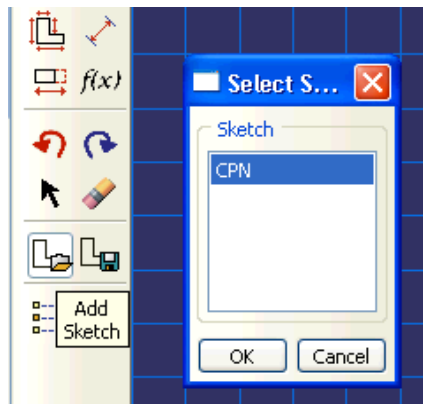 f(x)
Select S...
Sketch
CPN
Add
Sketch
OK
Cancel